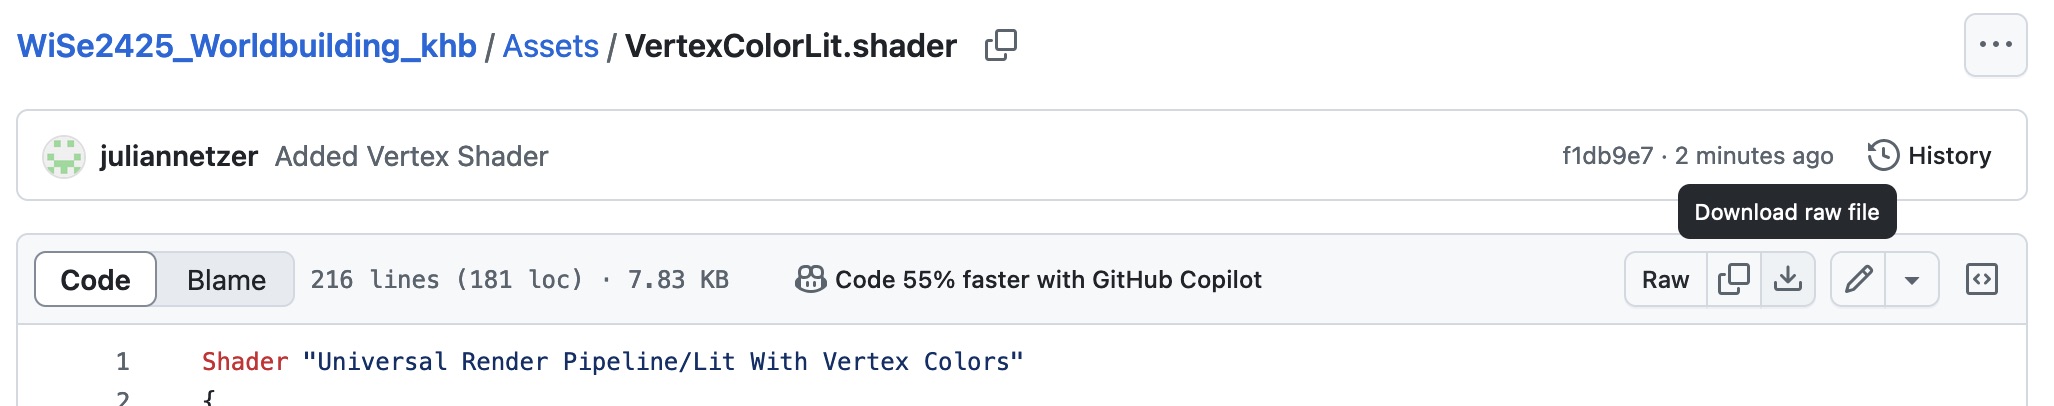 WiSe2425_Worldbuilding_khb / Assets / VertexColorLit.shader
juliannetzer Added Vertex Shader f1db9e7 · 2 minutes ago History
Download raw file
Code Blame 216 lines (181 loc) · 7.83 KB Code 55% faster with GitHub Copilot Raw
1 Shader "Universal Render Pipeline/Lit With Vertex Colors"
2 {